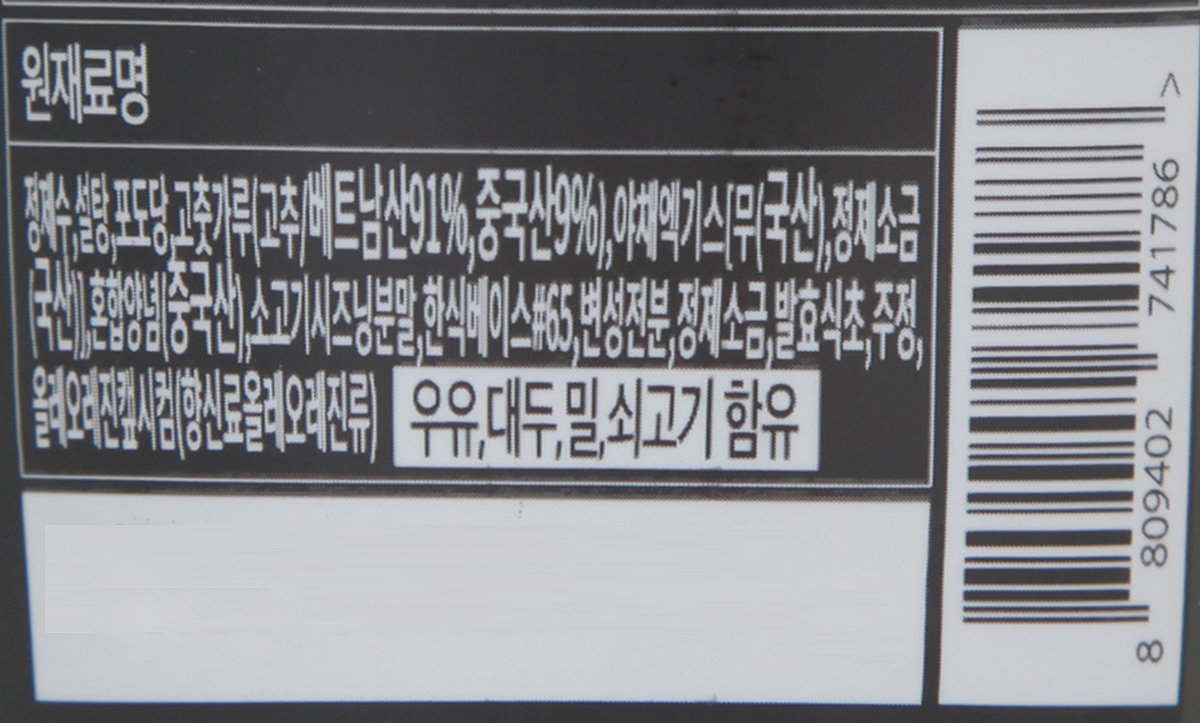 원재료명
정제수,설탕,포도당,고춧가루(고추/베트남산91%,중국산9%),야채엑기스[무(국산),정제소금
(국산)],혼합양념(중국산),소고기시즈닝분말,한식베이스#65,변성전분,정제소금,발효식초,주정,
올레오레진캪시컴(향신료올레오레진류) 우유,대두,밀,쇠고기 함유
8 809402 741786 >